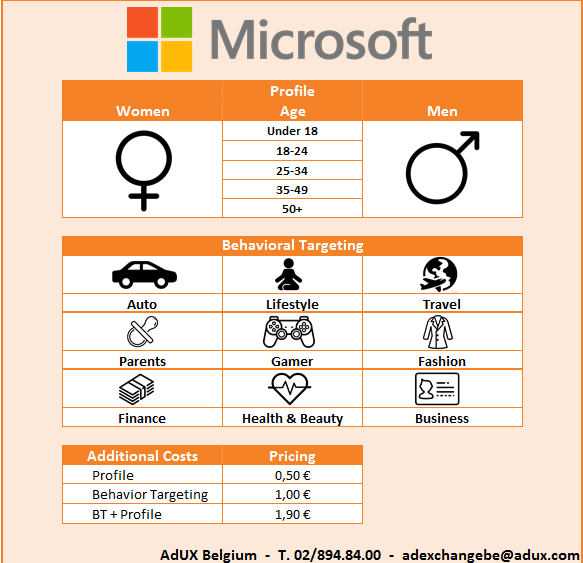 Microsoft
Profile
Women Age Men
Under 18
18-24
25-34
35-49
50+
Behavioral Targeting
Auto Lifestyle Travel
Parents Gamer Fashion
Finance Health & Beauty Business
Additional Costs Pricing
Profile 0,50 €
Behavior Targeting 1,00 €
BT + Profile 1,90 €
AdUX Belgium - T. 02/894.84.00 - adexchangebe@adux.com